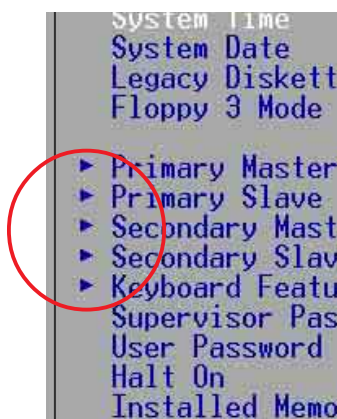 System Time
System Date
Legacy Diskett
Floppy 3 Mode
Primary Master
Primary Slave
Secondary Mast
Secondary Slav
Keyboard Featu
Supervisor Pas
User Password
Halt On
Installed Memo